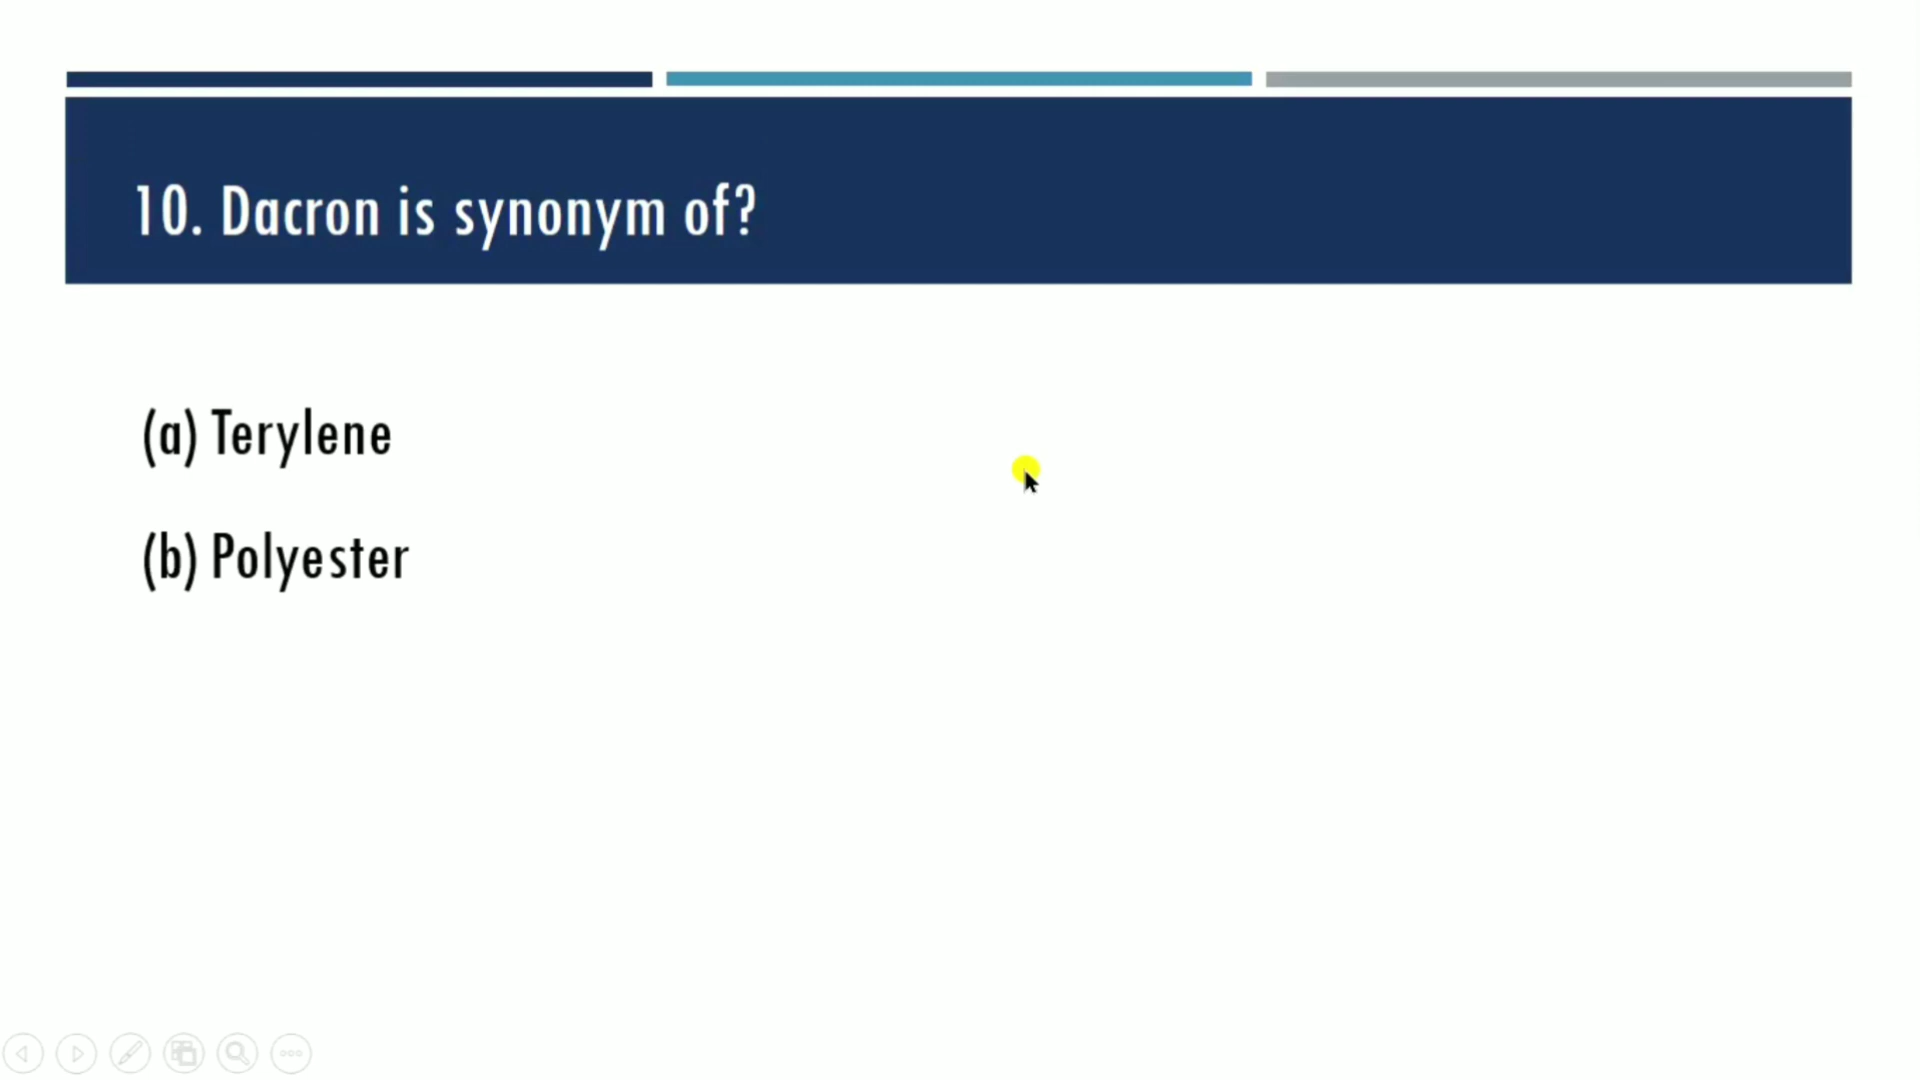 10. Dacron is synonym of?
(a) Terylene
(b) Polyester